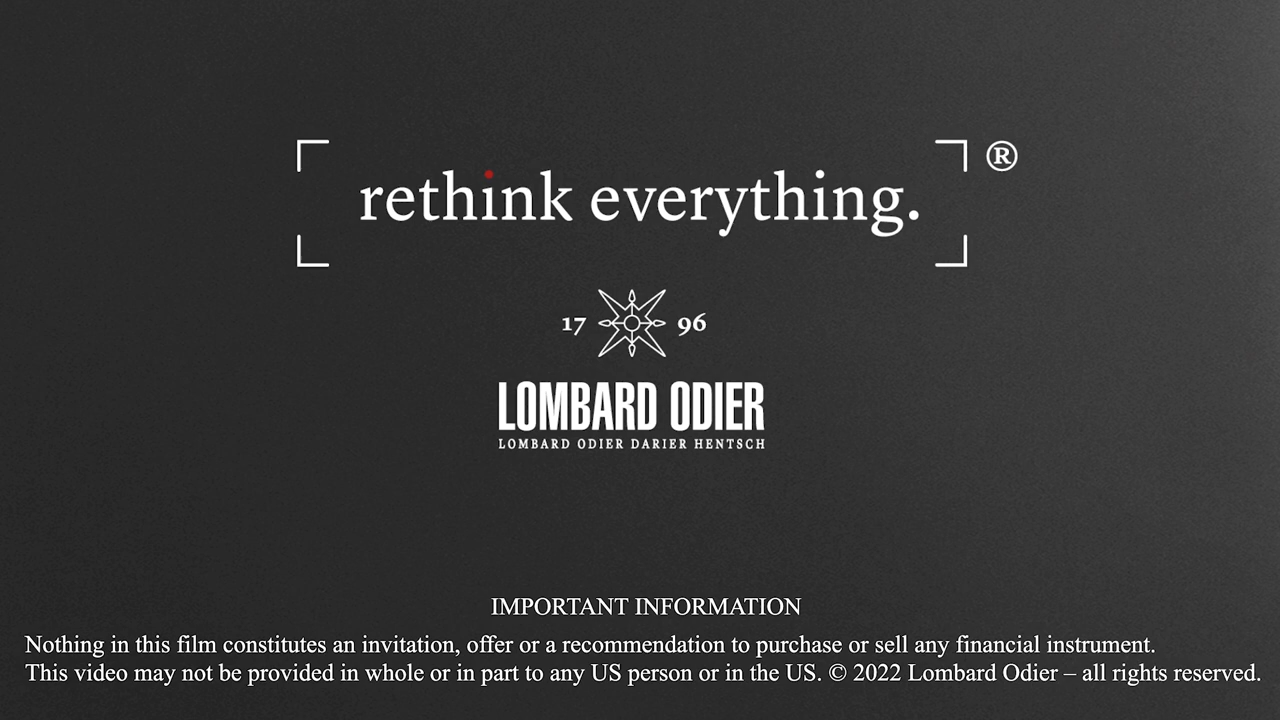 rethink everything. ®
17 96
LOMBARD ODIER
LOMBARD ODIER DARIER HENTSCH
IMPORTANT INFORMATION
Nothing in this film constitutes an invitation, offer or a recommendation to purchase or sell any financial instrument.
This video may not be provided in whole or in part to any US person or in the US. © 2022 Lombard Odier – all rights reserved.